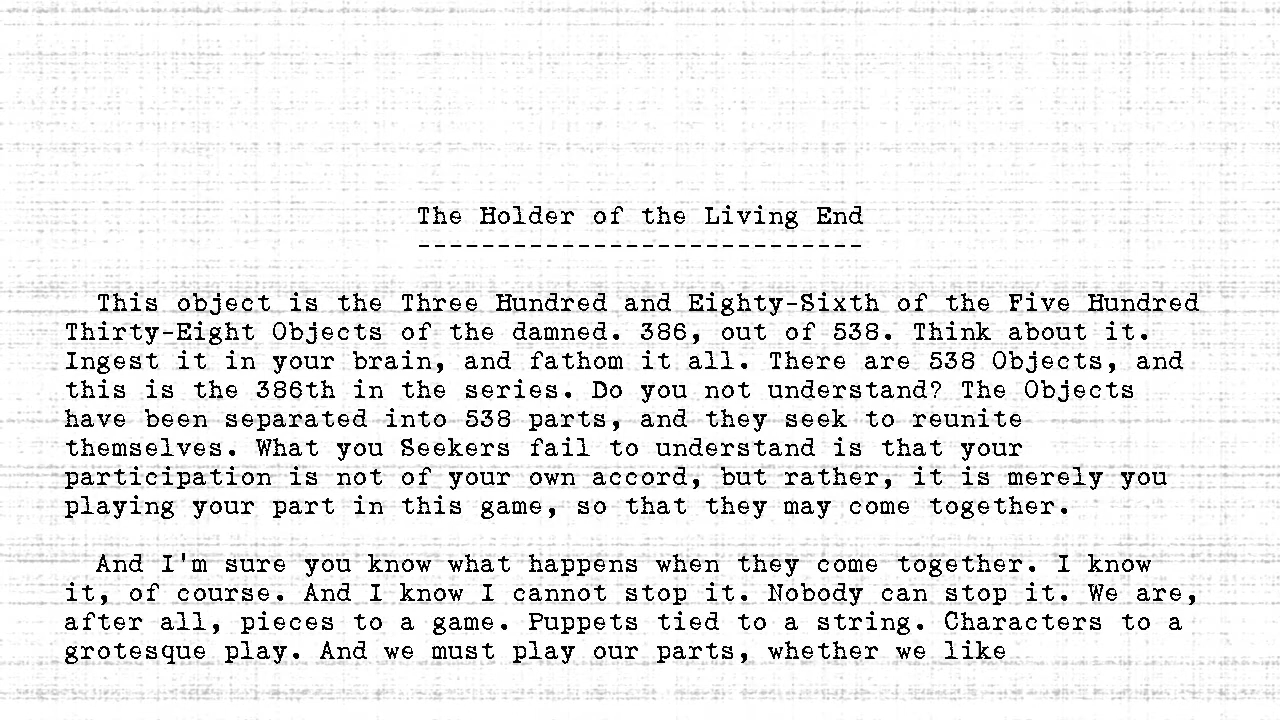 The Holder of the Living End
----------------------------
This object is the Three Hundred and Eighty-Sixth of the Five Hundred
Thirty-Eight Objects of the damned. 386, out of 538. Think about it.
Ingest it in your brain, and fathom it all. There are 538 Objects, and
this is the 386th in the series. Do you not understand? The Objects
have been separated into 538 parts, and they seek to reunite
themselves. What you Seekers fail to understand is that your
participation is not of your own accord, but rather, it is merely you
playing your part in this game, so that they may come together.
And I'm sure you know what happens when they come together. I know
it, of course. And I know I cannot stop it. Nobody can stop it. We are,
after all, pieces to a game. Puppets tied to a string. Characters to a
grotesque play. And we must play our parts, whether we like